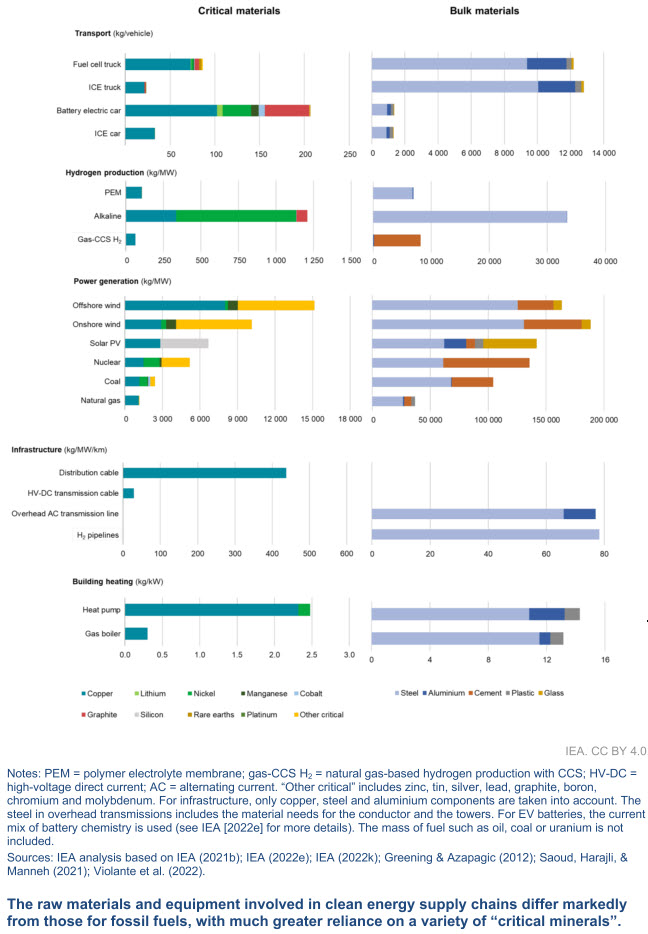 Critical materials
Bulk materials
Transport (kg/vehicle)
Fuel cell truck
ICE truck
Battery electric car
ICE car
50 100 150 200 250
0 2 000 4 000 6 000 8 000 10 000 12 000 14 000
Hydrogen production (kg/MW)
PEM
Alkaline
Gas-CCS H₂
0 250 500 750 1 000 1 250 1 500
0 10 000 20 000 30 000 40 000
Power generation (kg/MW)
Offshore wind
Onshore wind
Solar PV
Nuclear
Coal
Natural gas
0 3 000 6 000 9 000 12 000 15 000 18 000
0 50 000 100 000 150 000 200 000
Infrastructure (kg/MW/km)
Distribution cable
HV-DC transmission cable
Overhead AC transmission line
H₂ pipelines
0 100 200 300 400 500 600
0 20 40 60 80
Building heating (kg/kW)
Heat pump
Gas boiler
0.0 0.5 1.0 1.5 2.0 2.5 3.0
0 4 8 12 16
Copper Lithium Nickel Manganese Cobalt
Steel Aluminium Cement Plastic Glass
Graphite Silicon Rare earths Platinum Other critical
IEA. CC BY 4.0
Notes: PEM = polymer electrolyte membrane; gas-CCS H₂ = natural gas-based hydrogen production with CCS; HV-DC =
high-voltage direct current; AC = alternating current. “Other critical” includes zinc, tin, silver, lead, graphite, boron,
chromium and molybdenum. For infrastructure, only copper, steel and aluminium components are taken into account. The
steel in overhead transmissions includes the material needs for the conductor and the towers. For EV batteries, the current
mix of battery chemistry is used (see IEA [2022e] for more details). The mass of fuel such as oil, coal or uranium is not
included.
Sources: IEA analysis based on IEA (2021b); IEA (2022e); IEA (2022k); Greening & Azapagic (2012); Saoud, Harajli, &
Manneh (2021); Violante et al. (2022).
The raw materials and equipment involved in clean energy supply chains differ markedly
from those for fossil fuels, with much greater reliance on a variety of “critical minerals”.